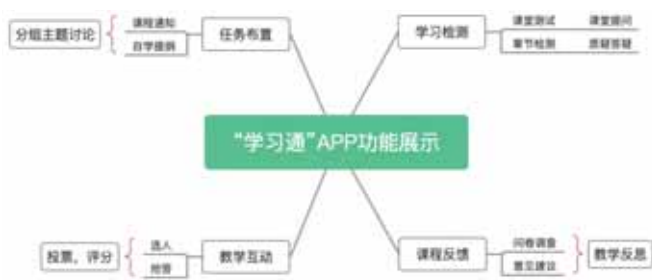 分组主题讨论
课程通知
自学提纲
任务布置
学习检测
课堂测试 课堂提问
章节检测 质疑答疑
“学习通”APP功能展示
投票、评分
选人
抢答
教学互动
课程反馈
问卷调查
意见建议
教学反思